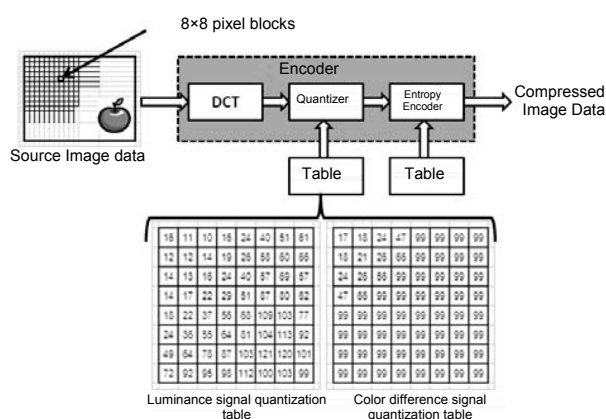 8×8 pixel blocks
Encoder
DCT
Quantizer
Entropy
Encoder
Compressed
Image Data
Source Image data
Table
Table
16 11 10 16 24 40 51 61
12 12 14 19 26 58 60
14 13 16 24 40 57 69 57
14 17 22 29 51 87 80 62
18 22 37 56 68 109 103 77
24 36 55 64 81 104 113 92
49 64 78 87 103 121 120 101
72 92 95 98 112 100 103 99
17 18 24 47 99 99 99 99
18 21 26 66 99 99 99 99
24 26 56 99 99 99 99 99
47 66 99 99 99 99 99 99
99 99 99 99 99 99 99 99
99 99 99 99 99 99 99 99
99 99 99 99 99 99 99 99
99 99 99 99 99 99 99 99
Luminance signal quantization
table
Color difference signal
quantization table